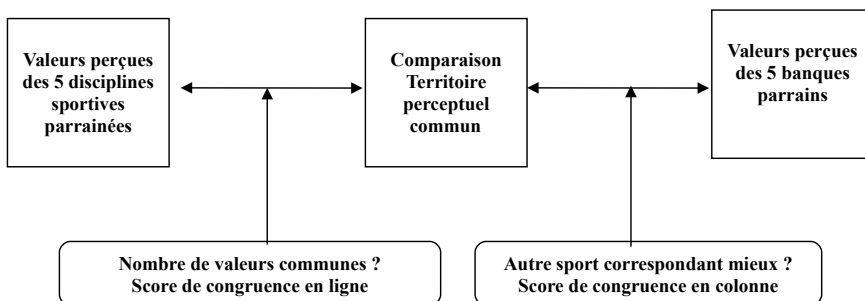 Valeurs perçues
des 5 disciplines
sportives
parrainées
Comparaison
Territoire
perceptuel
commun
Valeurs perçues
des 5 banques
parrains
Nombre de valeurs communes ?
Score de congruence en ligne
Autre sport correspondant mieux ?
Score de congruence en colonne